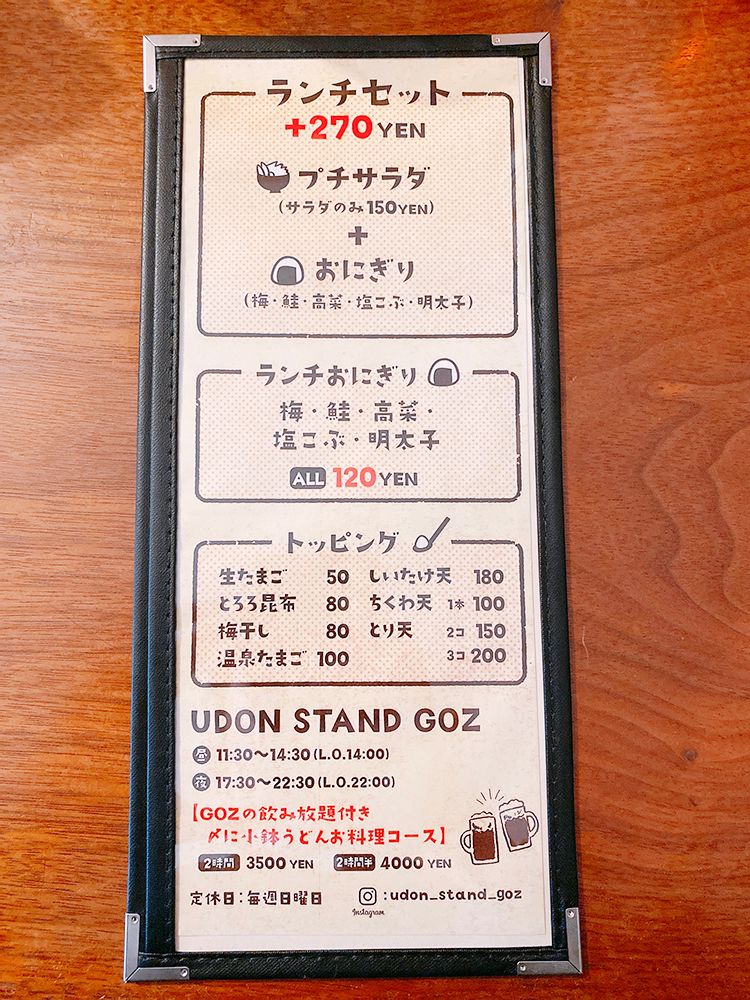 ランチセット
+270 YEN
プチサラダ
(サラダのみ150YEN)
+
おにぎり
(梅・鮭・高菜・塩こぶ・明太子)
ランチおにぎり
梅・鮭・高菜・
塩こぶ・明太子
ALL 120 YEN
トッピング
生たまご 50 しいたけ天 180
とろろ昆布 80 ちくわ天 1本 100
梅干し 80 とり天 2コ 150
温泉たまご 100 3コ 200
UDON STAND GOZ
昼 11:30〜14:30(L.O.14:00)
夜 17:30〜22:30(L.O.22:00)
【GOZの飲み放題付き
〆に小鉢うどんお料理コース】
2時間 3500 YEN 2時間半 4000 YEN
定休日:毎週日曜日 :udon_stand_goz
Instagram